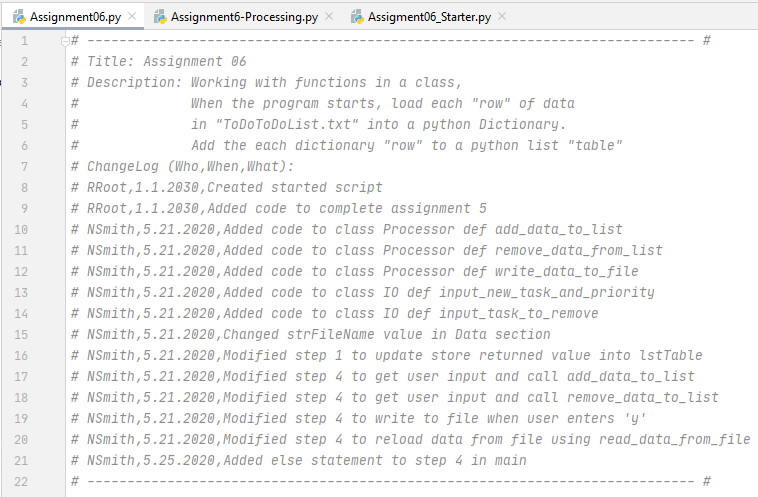 Assignment06.py Assignment6-Processing.py Assigment06_Starter.py
1 # ---------------------------------------------------------------------------- #
2 # Title: Assignment 06
3 # Description: Working with functions in a class,
4 #              When the program starts, load each "row" of data
5 #              in "ToDoToDoList.txt" into a python Dictionary.
6 #              Add the each dictionary "row" to a python list "table"
7 # ChangeLog (Who,When,What):
8 # RRoot,1.1.2030,Created started script
9 # RRoot,1.1.2030,Added code to complete assignment 5
10 # NSmith,5.21.2020,Added code to class Processor def add_data_to_list
11 # NSmith,5.21.2020,Added code to class Processor def remove_data_from_list
12 # NSmith,5.21.2020,Added code to class Processor def write_data_to_file
13 # NSmith,5.21.2020,Added code to class IO def input_new_task_and_priority
14 # NSmith,5.21.2020,Added code to class IO def input_task_to_remove
15 # NSmith,5.21.2020,Changed strFileName value in Data section
16 # NSmith,5.21.2020,Modified step 1 to update store returned value into lstTable
17 # NSmith,5.21.2020,Modified step 4 to get user input and call add_data_to_list
18 # NSmith,5.21.2020,Modified step 4 to get user input and call remove_data_to_list
19 # NSmith,5.21.2020,Modified step 4 to write to file when user enters 'y'
20 # NSmith,5.21.2020,Modified step 4 to reload data from file using read_data_from_file
21 # NSmith,5.25.2020,Added else statement to step 4 in main
22 # ---------------------------------------------------------------------------- #